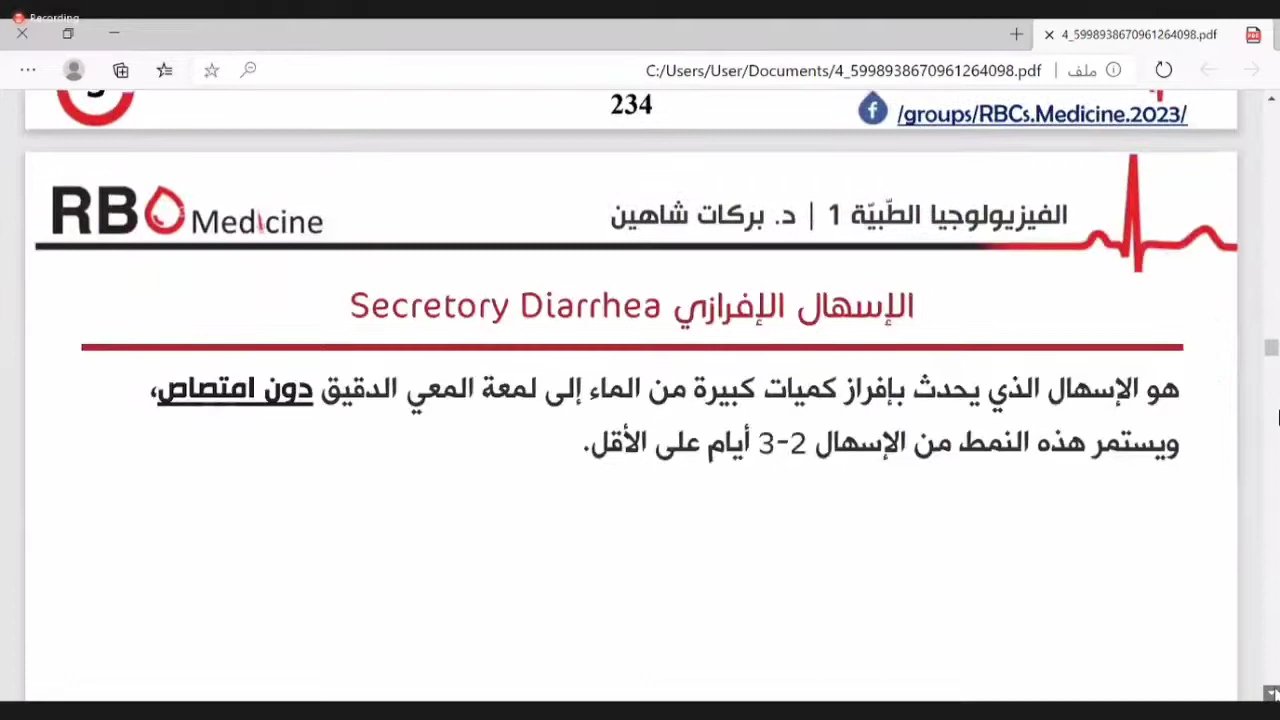 Recording
4_5998938670961264098.pdf
C:/Users/User/Documents/4_5998938670961264098.pdf | ملف
234
/groups/RBCs.Medicine.2023/
RB Medicine
الفيزيولوجيا الطّبيّة 1 | د. بركات شاهين
الإسهال الإفرازي Secretory Diarrhea
هو الإسهال الذي يحدث بإفراز كميات كبيرة من الماء إلى لمعة المعي الدقيق دون امتصاص،
ويستمر هذه النمط من الإسهال 2-3 أيام على الأقل.